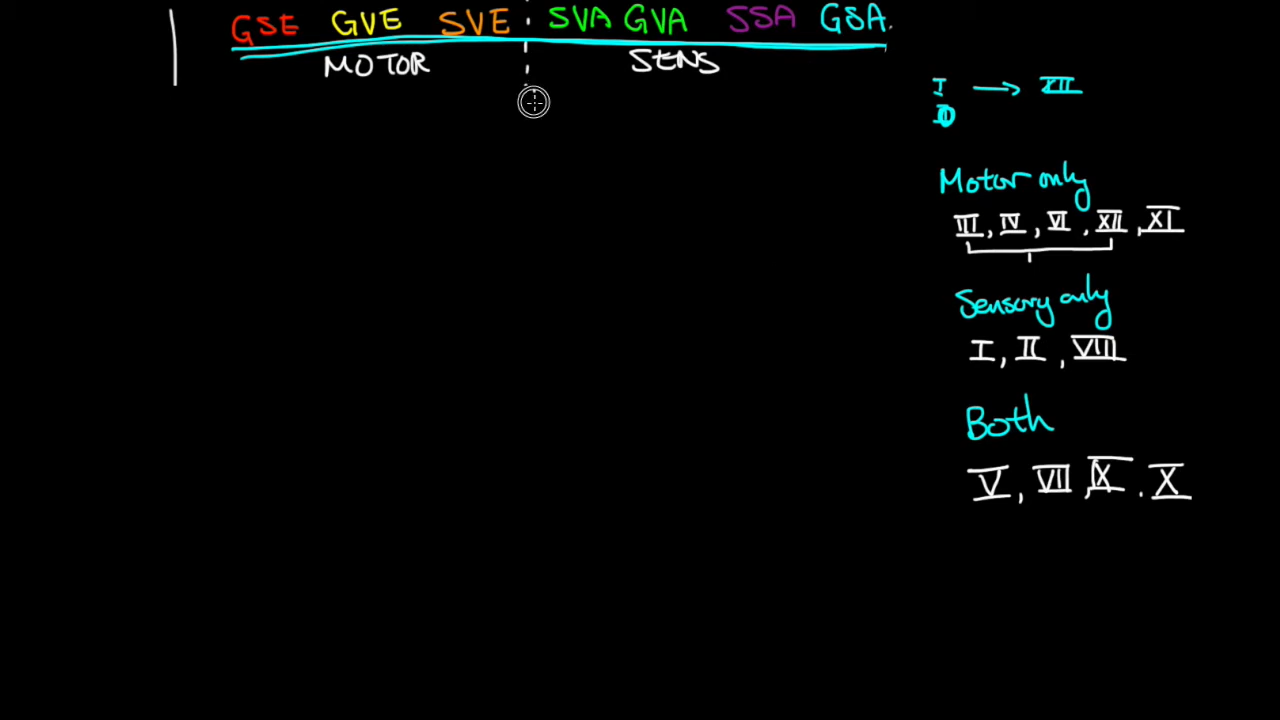 GSE GVE SVE SVA GVA SSA GSA.
MOTOR SENS
I → XII
Motor only
III, IV, VI, XII, XI
Sensory only
I, II, VIII
Both
V, VII, IX, X